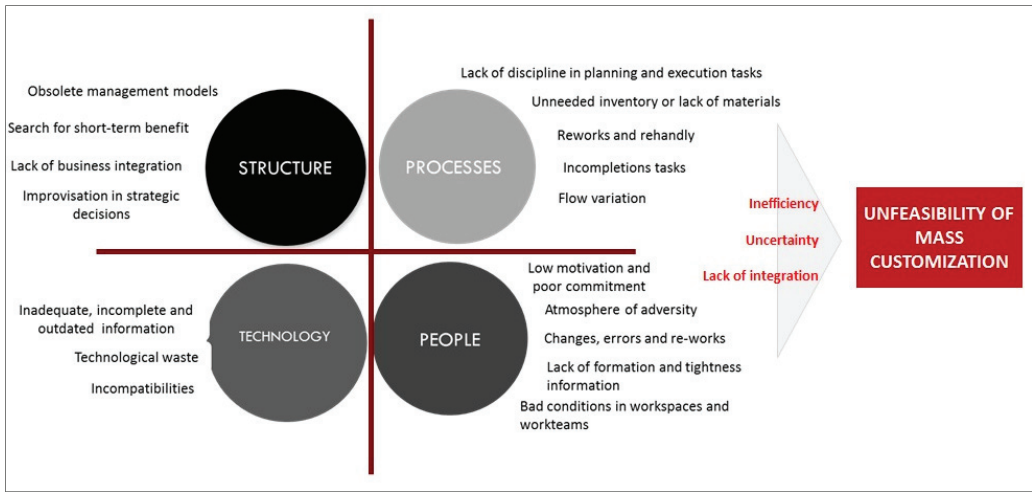 Obsolete management models
Search for short-term benefit
Lack of business integration
Improvisation in strategic
decisions
STRUCTURE
Lack of discipline in planning and execution tasks
Unneeded inventory or lack of materials
Reworks and rehandly
Incompletions tasks
Flow variation
PROCESSES
Inadequate, incomplete and
outdated information
Technological waste
Incompatibilities
TECHNOLOGY
Low motivation and
poor commitment
Atmosphere of adversity
Changes, errors and re-works
Lack of formation and tightness
information
Bad conditions in workspaces and
workteams
PEOPLE
Inefficiency
Uncertainty
Lack of integration
UNFEASIBILITY OF
MASS
CUSTOMIZATION